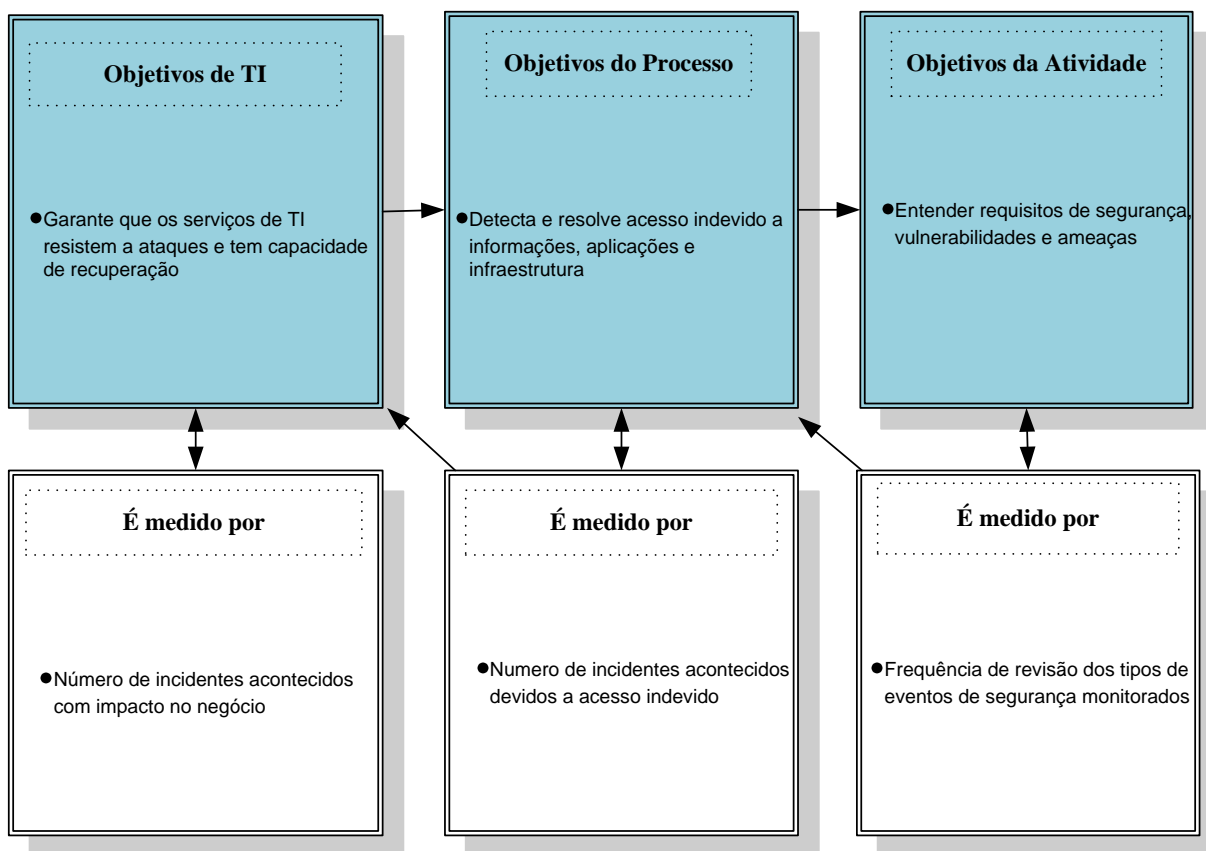 Objetivos de TI
●Garante que os serviços de TI
resistem a ataques e tem capacidade
de recuperação
Objetivos do Processo
●Detecta e resolve acesso indevido a
informações, aplicações e
infraestrutura
Objetivos da Atividade
●Entender requisitos de segurança,
vulnerabilidades e ameaças
É medido por
●Número de incidentes acontecidos
com impacto no negócio
É medido por
●Numero de incidentes acontecidos
devidos a acesso indevido
É medido por
●Frequência de revisão dos tipos de
eventos de segurança monitorados